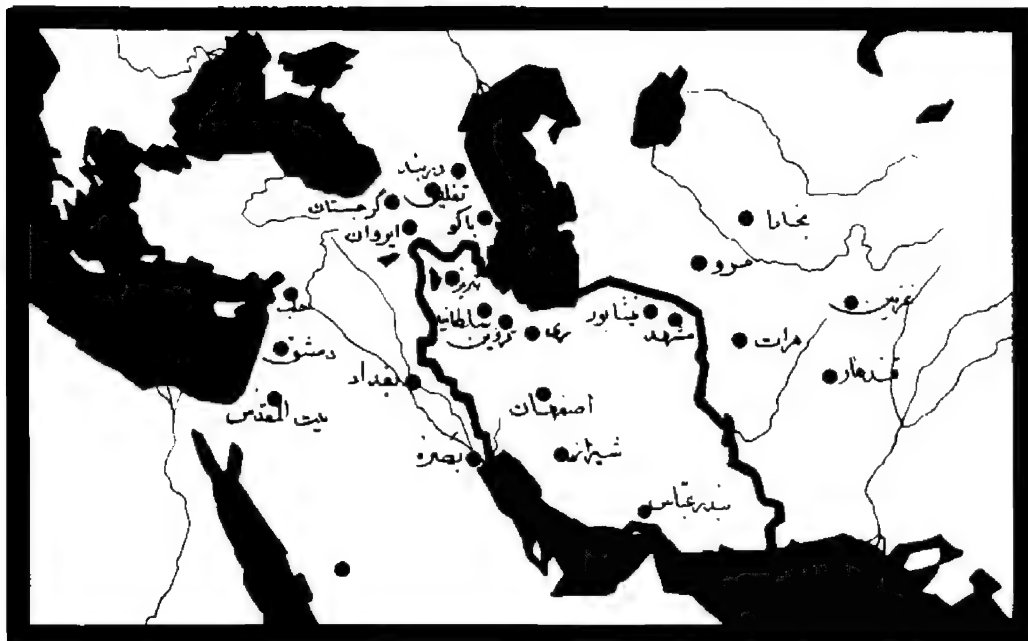 دربند
تفلیس
گرجستان
باکو
ایروان
تبریز
سلطانیه
قزوین
ری
نیشابور
مشهد
بخارا
مرو
غزنین
هرات
قندهار
حلب
دمشق
بیت المقدس
بغداد
بصره
اصفهان
شیراز
بندرعباس